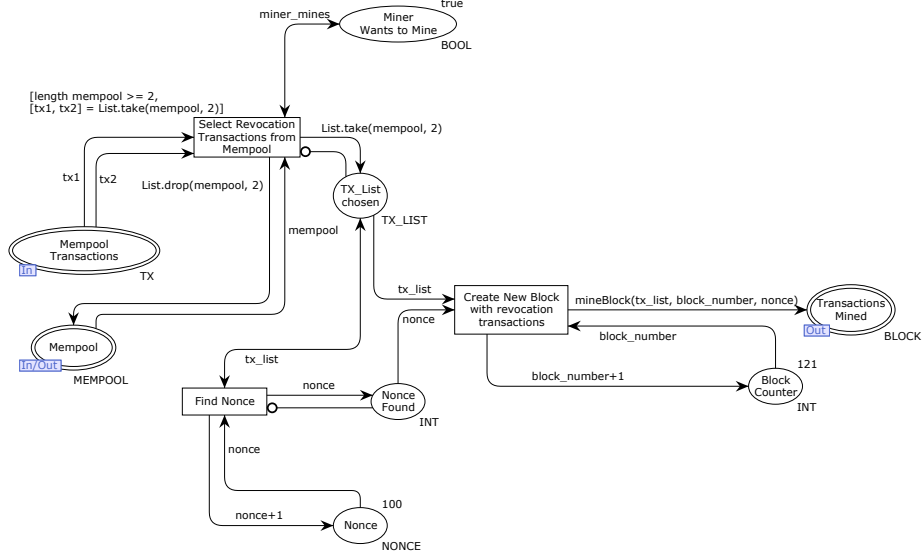 true
miner_mines
Miner
Wants to Mine
BOOL
[length mempool >= 2,
[tx1, tx2] = List.take(mempool, 2)]
Select Revocation
Transactions from
Mempool
List.take(mempool, 2)
tx1
tx2
List.drop(mempool, 2)
TX_List
chosen
TX_LIST
mempool
Mempool
Transactions
In
TX
tx_list
Create New Block
with revocation
transactions
mineBlock(tx_list, block_number, nonce)
Transactions
Mined
Out
BLOCK
nonce
block_number
Mempool
In/Out
MEMPOOL
tx_list
121
block_number+1
Block
Counter
INT
Find Nonce
nonce
Nonce
Found
INT
nonce
100
nonce+1
Nonce
NONCE